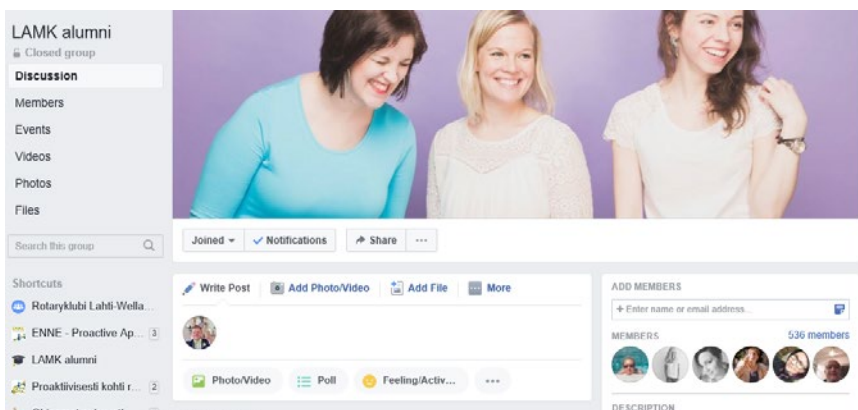 LAMK alumni
Closed group
Discussion
Members
Events
Videos
Photos
Files
Search this group
Shortcuts
Rotaryklubi Lahti-Wella...
ENNE - Proactive Ap... 3
LAMK alumni
Proaktiivisesti kohti r... 2
Joined Notifications Share ...
Write Post Add Photo/Video Add File More
Photo/Video Poll Feeling/Activ... ...
ADD MEMBERS
+ Enter name or email address...
MEMBERS 536 members
DESCRIPTION